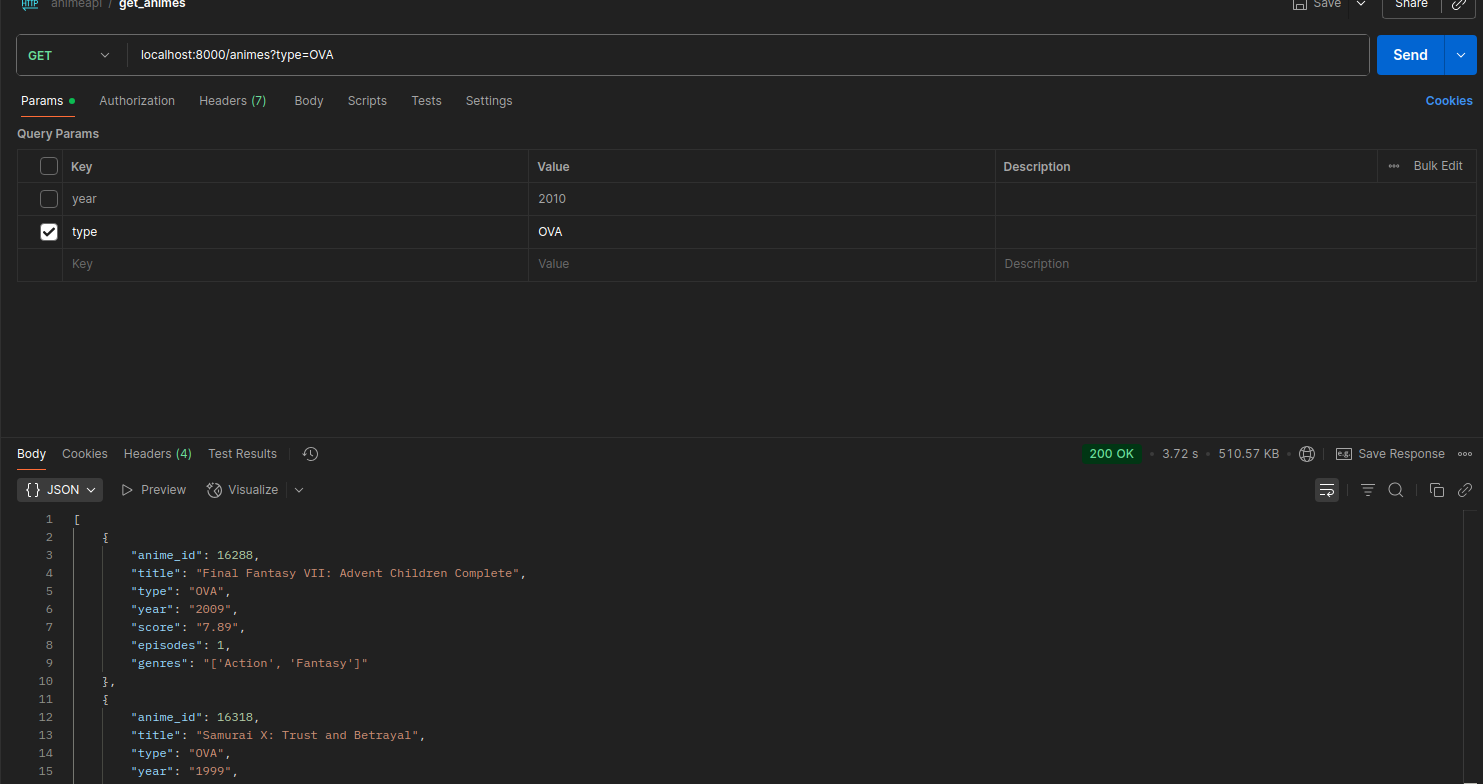 HTTP animeapi / get_animes Save Share
GET localhost:8000/animes?type=OVA Send
Params Authorization Headers (7) Body Scripts Tests Settings Cookies
Query Params
Key Value Description Bulk Edit
year 2010
type OVA
Key Value Description
Body Cookies Headers (4) Test Results 200 OK • 3.72 s • 510.57 KB • e.g. Save Response
{} JSON Preview Visualize
1 [
2 {
3 "anime_id": 16288,
4 "title": "Final Fantasy VII: Advent Children Complete",
5 "type": "OVA",
6 "year": "2009",
7 "score": "7.89",
8 "episodes": 1,
9 "genres": "['Action', 'Fantasy']"
10 },
11 {
12 "anime_id": 16318,
13 "title": "Samurai X: Trust and Betrayal",
14 "type": "OVA",
15 "year": "1999",